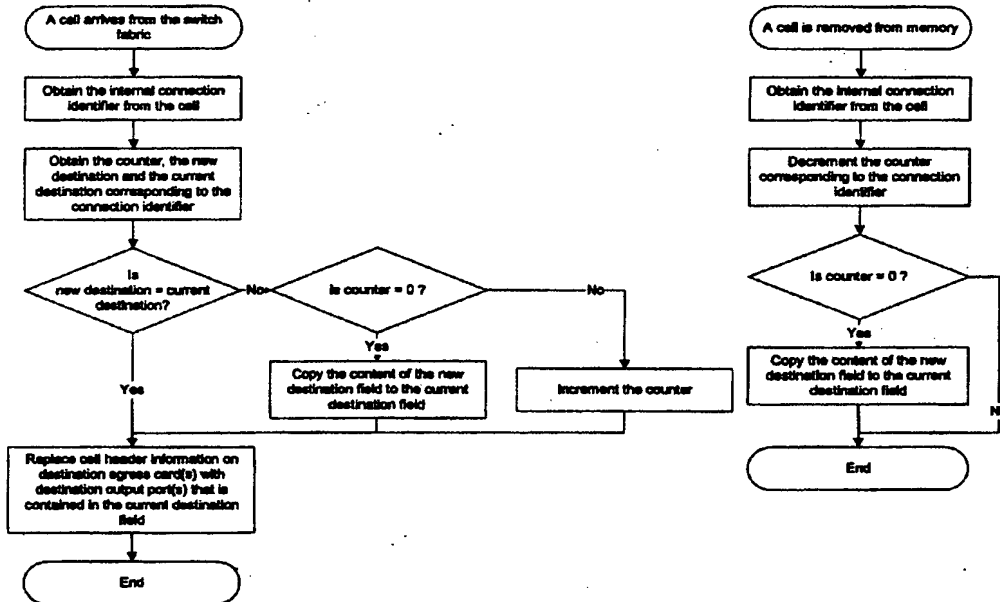 A cell arrives from the switch
fabric
Obtain the internal connection
identifier from the cell
Obtain the counter, the new
destination and the current
destination corresponding to the
connection identifier
Is
new destination = current
destination?
No
Is counter = 0 ?
No
Yes
Yes
Copy the content of the new
destination field to the current
destination field
Increment the counter
Replace cell header information on
destination egress card(s) with
destination output port(s) that is
contained in the current destination
field
End
A cell is removed from memory
Obtain the internal connection
identifier from the cell
Decrement the counter
corresponding to the connection
identifier
Is counter = 0 ?
Yes
Copy the content of the new
destination field to the current
destination field
N
End